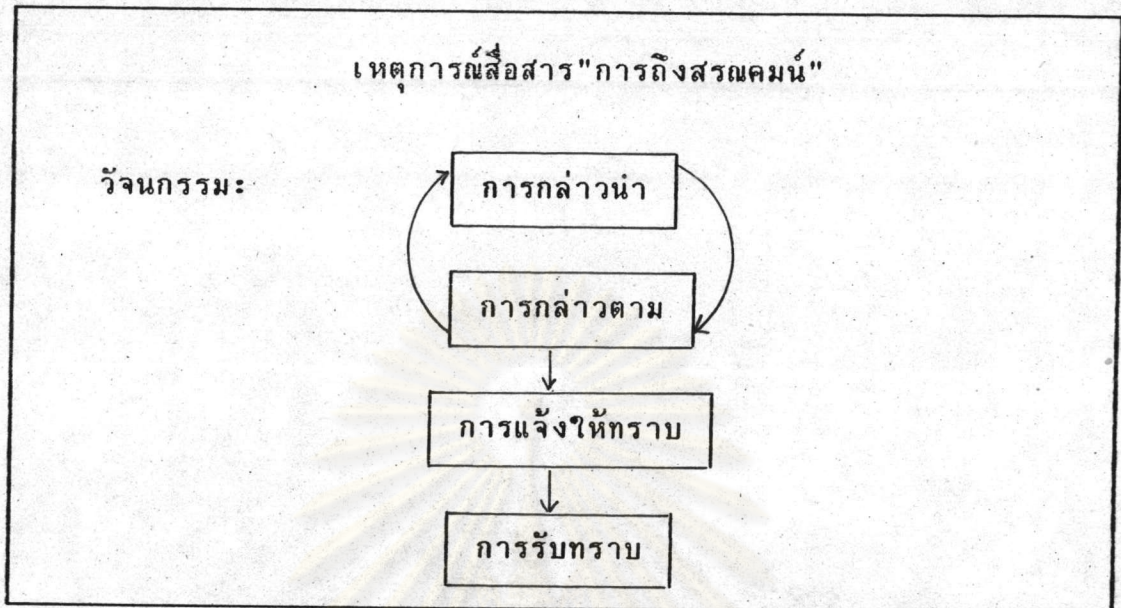 เหตุการณ์สื่อสาร"การถึงสรณคมน์"
วัจนกรรม:
การกล่าวนำ
การกล่าวตาม
การแจ้งให้ทราบ
การรับทราบ